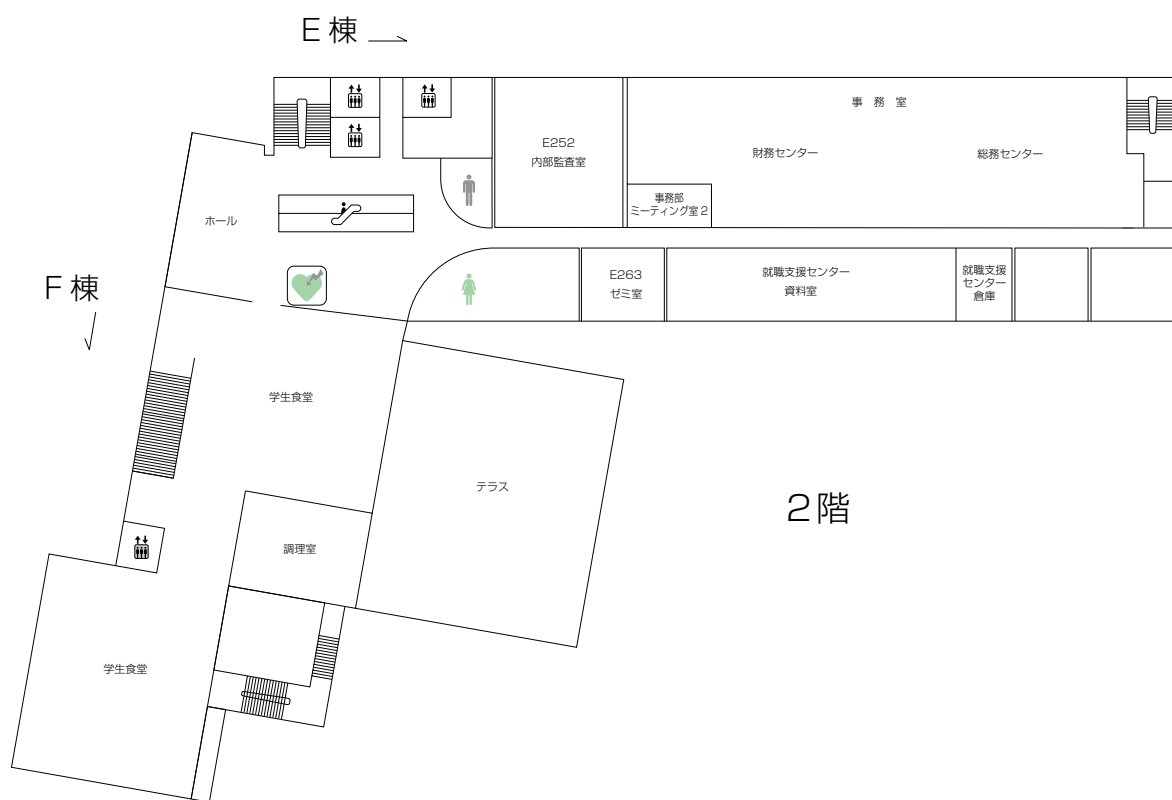 E棟
E252
内部監査室
事務室
財務センター
総務センター
事務部
ミーティング室2
ホール
F棟
E263
ゼミ室
就職支援センター
資料室
就職支援
センター
倉庫
学生食堂
テラス
2階
調理室
学生食堂